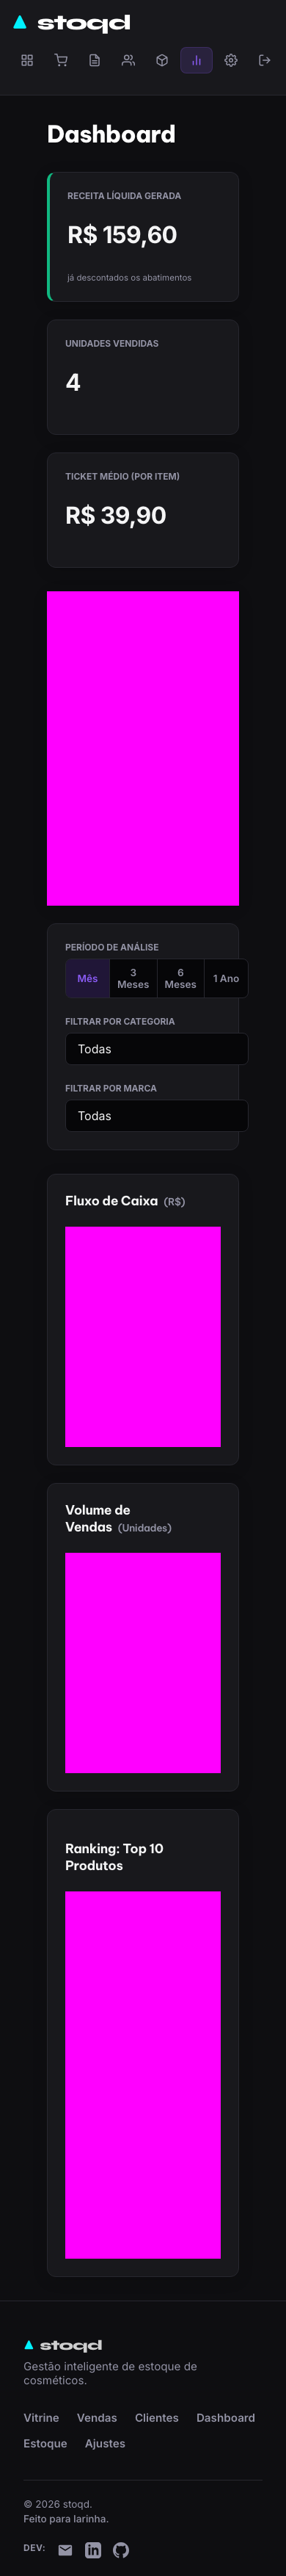 stoqd
Dashboard
RECEITA LÍQUIDA GERADA
R$ 159,60
já descontados os abatimentos
UNIDADES VENDIDAS
4
TICKET MÉDIO (POR ITEM)
R$ 39,90
PERÍODO DE ANÁLISE
Mês
3 Meses
6 Meses
1 Ano
FILTRAR POR CATEGORIA
Todas
FILTRAR POR MARCA
Todas
Fluxo de Caixa (R$)
Volume de
Vendas (Unidades)
Ranking: Top 10
Produtos
stoqd
Gestão inteligente de estoque de
cosméticos.
Vitrine Vendas Clientes Dashboard
Estoque Ajustes
© 2026 stoqd.
Feito para larinha.
DEV: